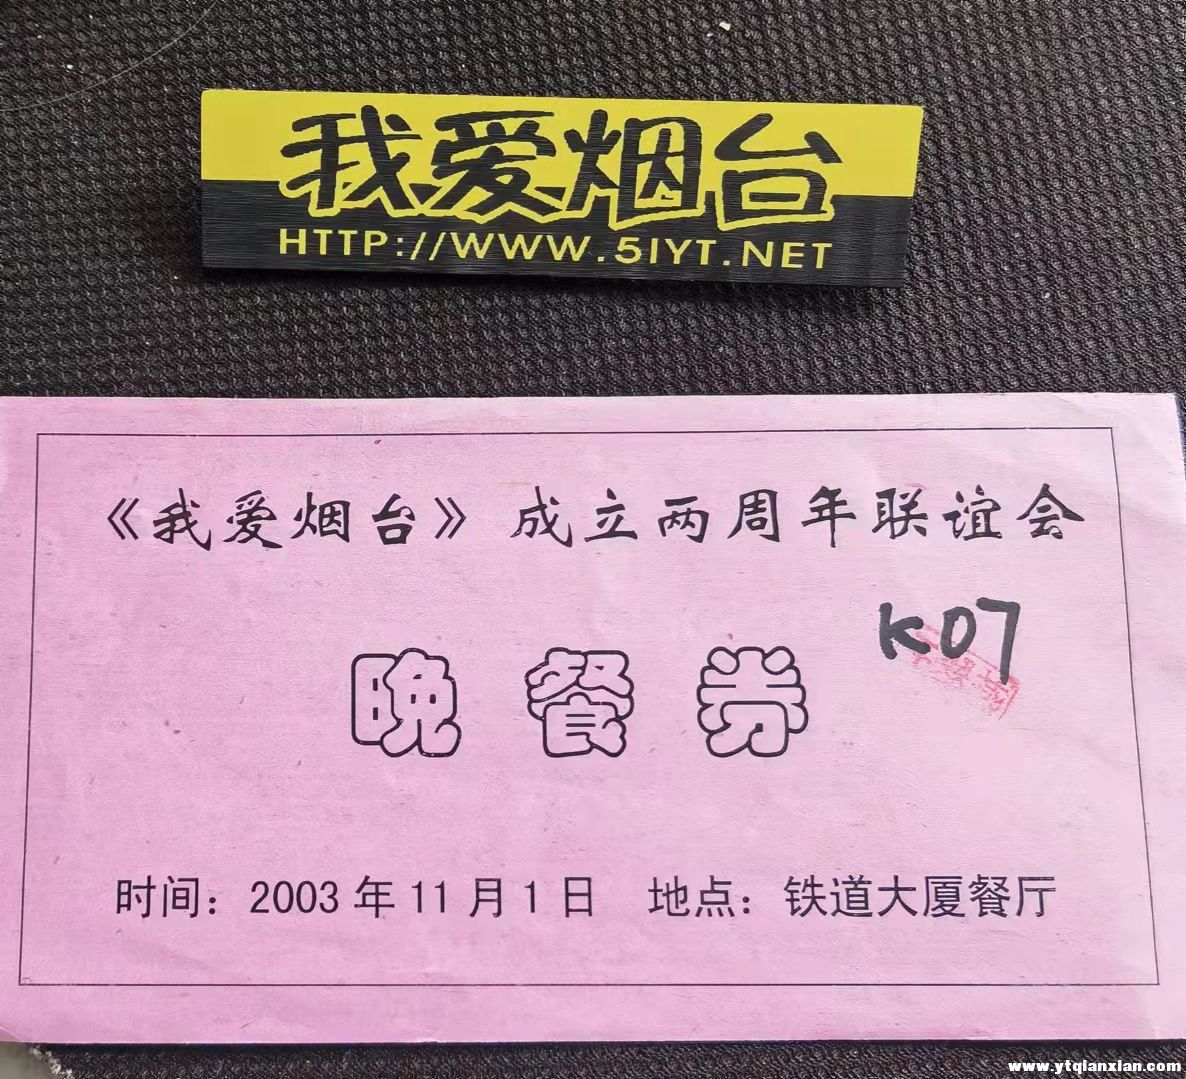 我爱烟台
HTTP://WWW.5IYT.NET
《我爱烟台》成立两周年联谊会
K07
晚餐券
时间：2003年11月1日 地点：铁道大厦餐厅
www.ytqianxian.com